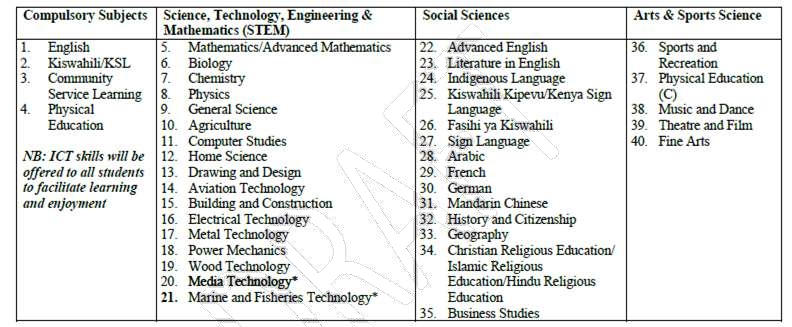 Compulsory Subjects
1. English
2. Kiswahili/KSL
3. Community
Service Learning
4. Physical
Education
NB: ICT skills will be
offered to all students
to facilitate learning
and enjoyment
Science, Technology, Engineering &
Mathematics (STEM)
5. Mathematics/Advanced Mathematics
6. Biology
7. Chemistry
8. Physics
9. General Science
10. Agriculture
11. Computer Studies
12. Home Science
13. Drawing and Design
14. Aviation Technology
15. Building and Construction
16. Electrical Technology
17. Metal Technology
18. Power Mechanics
19. Wood Technology
20. Media Technology*
21. Marine and Fisheries Technology*
Social Sciences
22. Advanced English
23. Literature in English
24. Indigenous Language
25. Kiswahili Kipevu/Kenya Sign
Language
26. Fasihi ya Kiswahili
27. Sign Language
28. Arabic
29. French
30. German
31. Mandarin Chinese
32. History and Citizenship
33. Geography
34. Christian Religious Education/
Islamic Religious
Education/Hindu Religious
Education
35. Business Studies
Arts & Sports Science
36. Sports and
Recreation
37. Physical Education
(C)
38. Music and Dance
39. Theatre and Film
40. Fine Arts
DRAFT